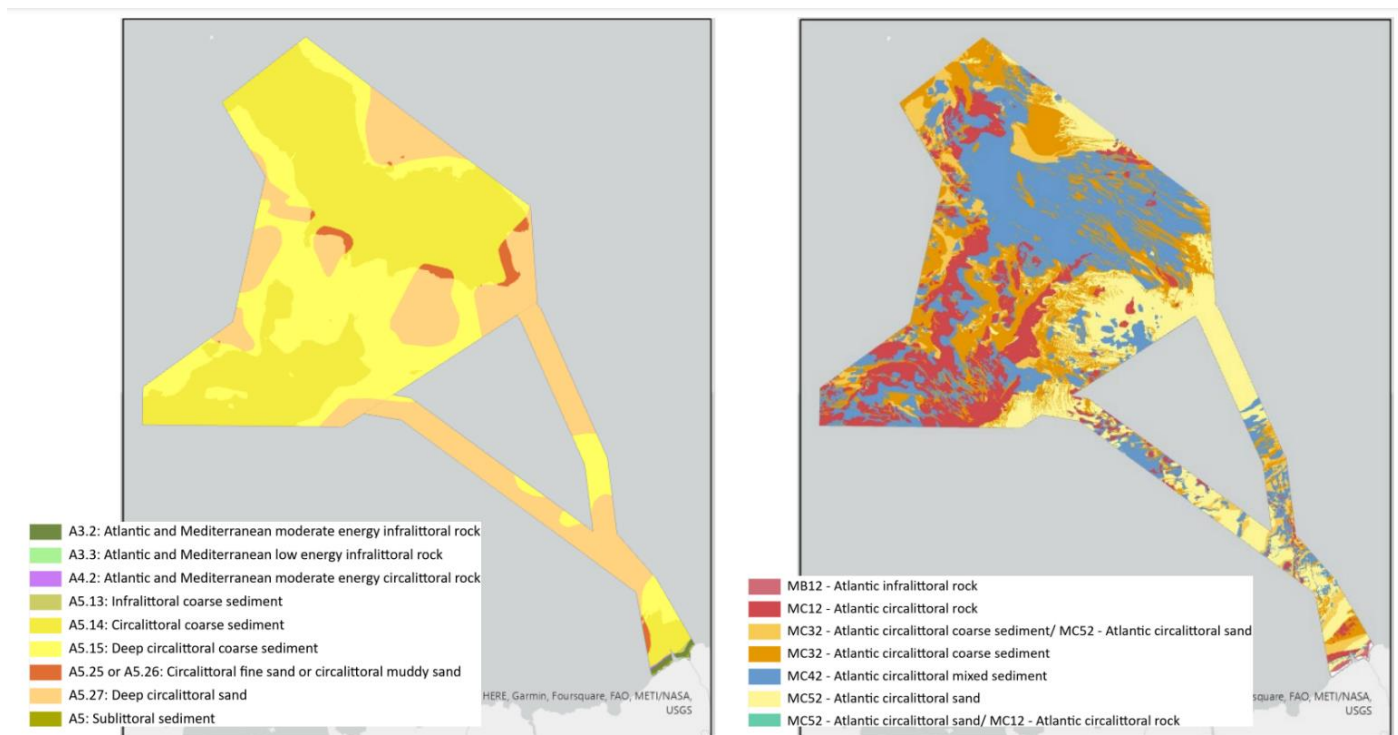 A3.2: Atlantic and Mediterranean moderate energy infralittoral rock
A3.3: Atlantic and Mediterranean low energy infralittoral rock
A4.2: Atlantic and Mediterranean moderate energy circalittoral rock
A5.13: Infralittoral coarse sediment
A5.14: Circalittoral coarse sediment
A5.15: Deep circalittoral coarse sediment
A5.25 or A5.26: Circalittoral fine sand or circalittoral muddy sand
A5.27: Deep circalittoral sand
A5: Sublittoral sediment
HERE, Garmin, Foursquare, FAO, METI/NASA,
USGS
MB12 - Atlantic infralittoral rock
MC12 - Atlantic circalittoral rock
MC32 - Atlantic circalittoral coarse sediment/ MC52 - Atlantic circalittoral sand
MC32 - Atlantic circalittoral coarse sediment
MC42 - Atlantic circalittoral mixed sediment
MC52 - Atlantic circalittoral sand
MC52 - Atlantic circalittoral sand/ MC12 - Atlantic circalittoral rock
square, FAO, METI/NASA,
USGS